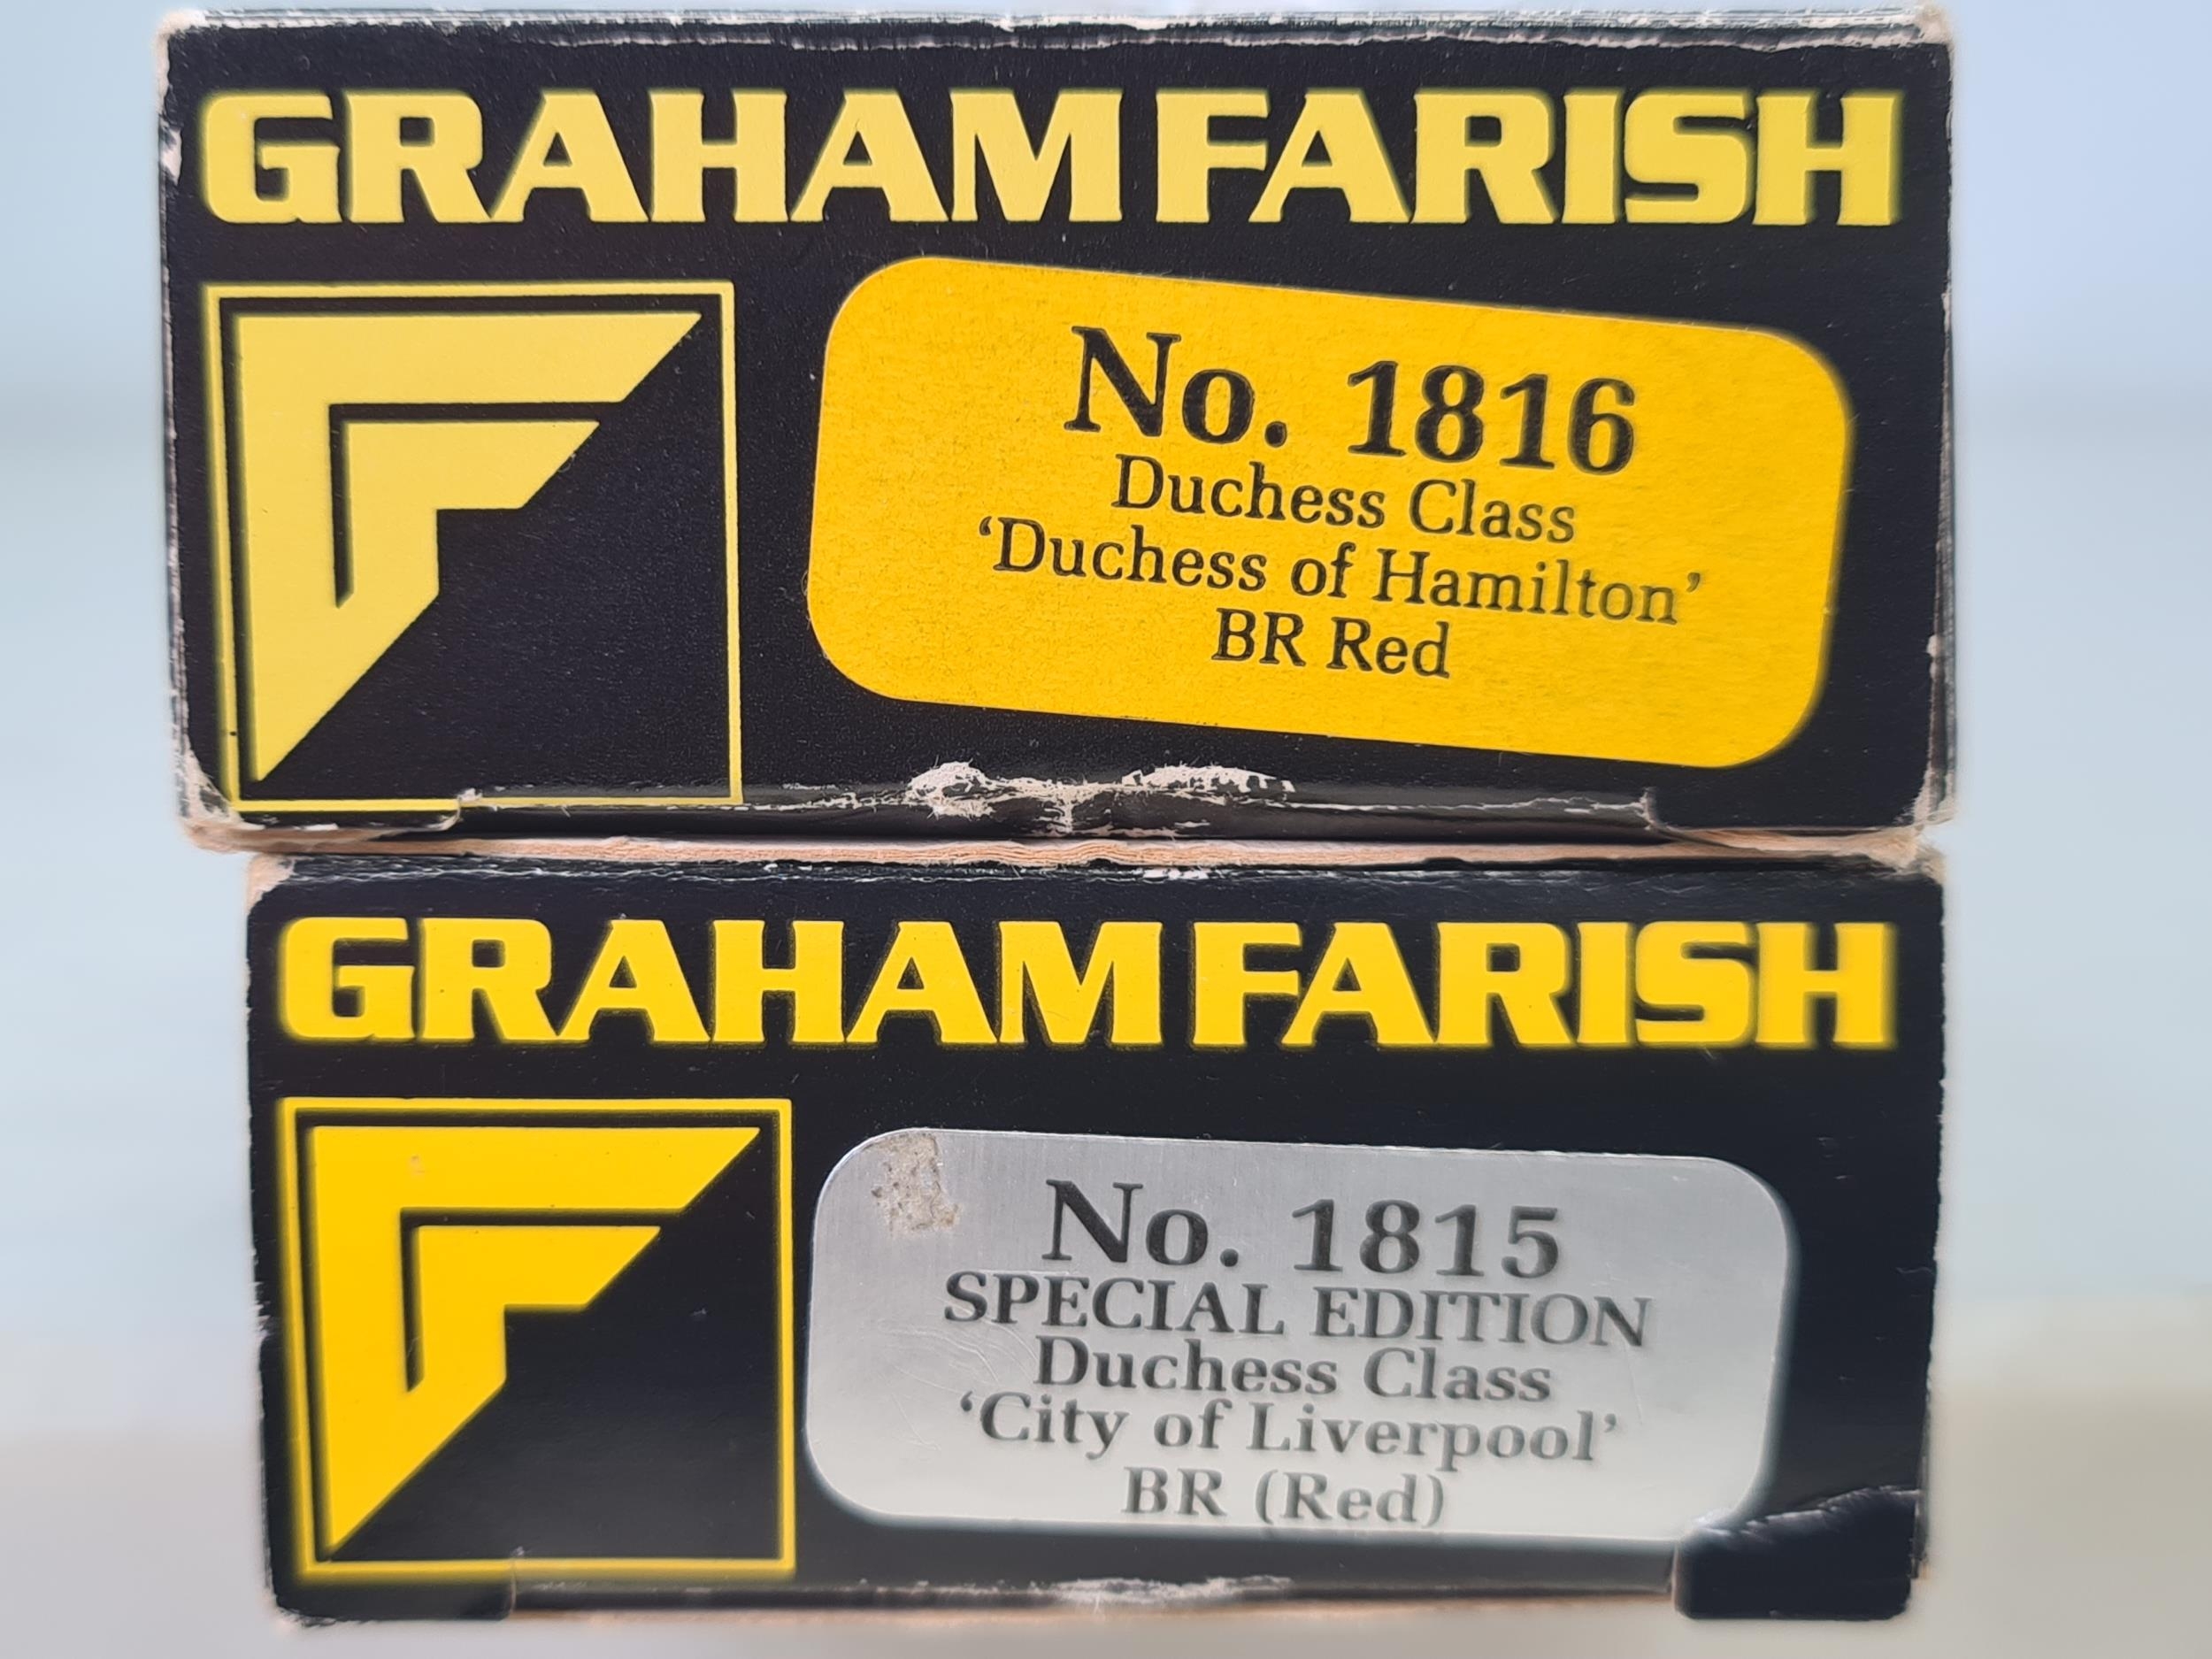 GRAHAM FARISH
No. 1816
Duchess Class
‘Duchess of Hamilton’
BR Red
GRAHAM FARISH
No. 1815
SPECIAL EDITION
Duchess Class
‘City of Liverpool’
BR (Red)